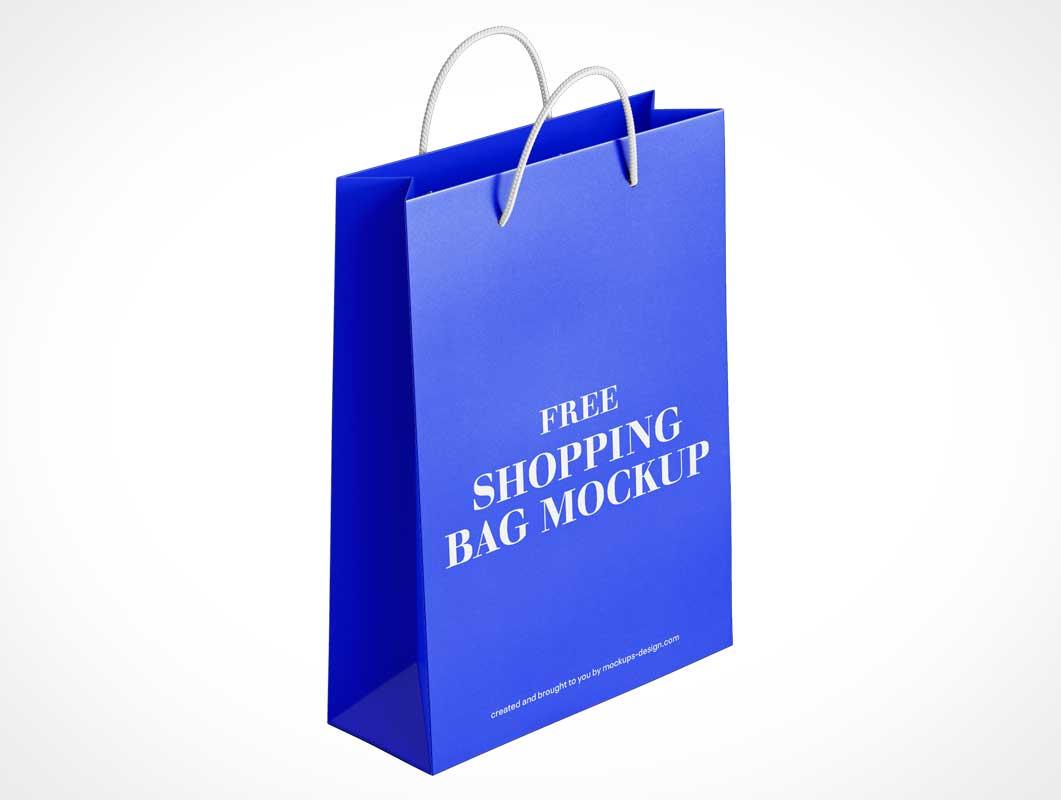 FREE
SHOPPING
BAG MOCKUP
created and brought to you by mockups-design.com